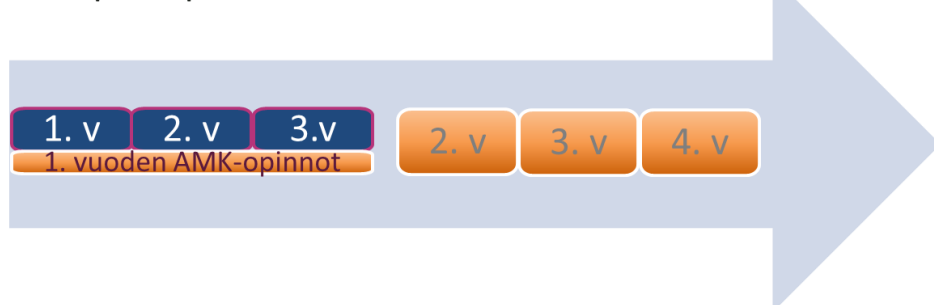 1. v 2. v 3.v
1. vuoden AMK-opinnot
2. v 3. v 4. v